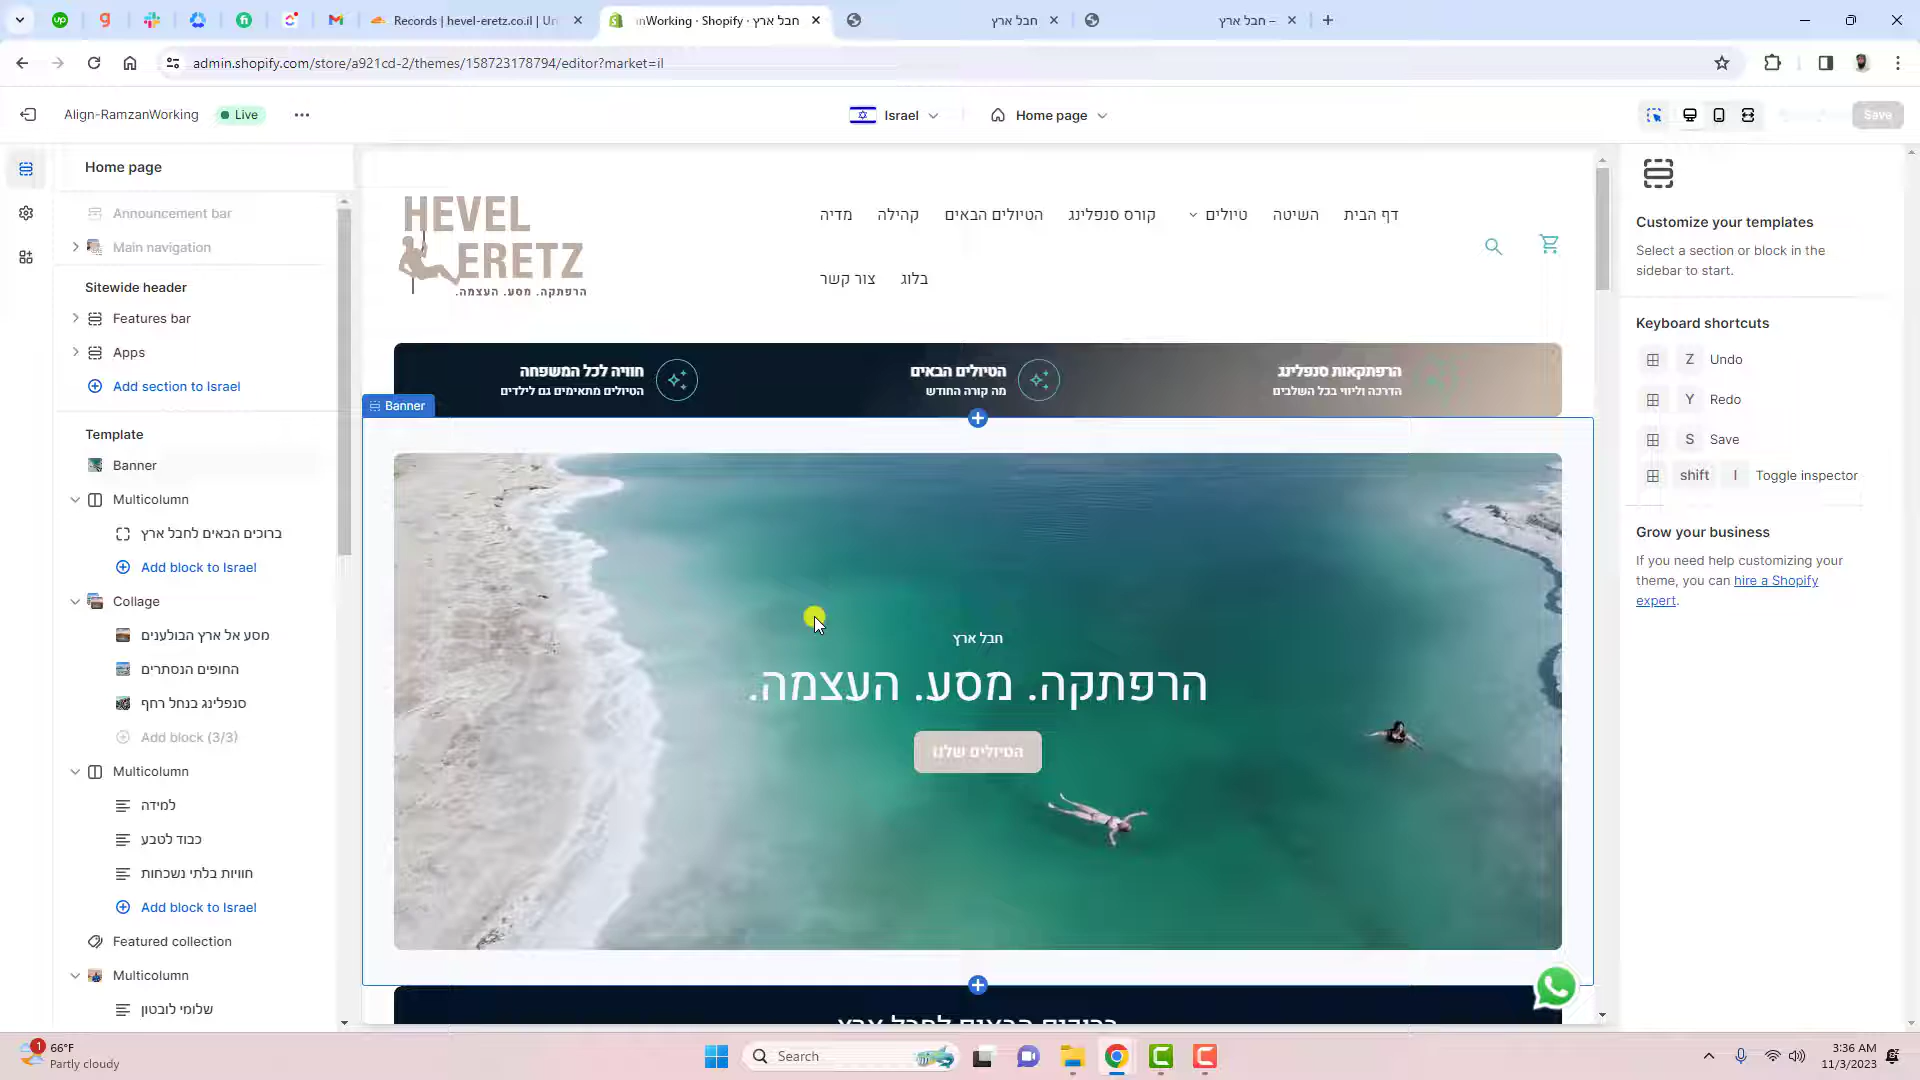 Records | hevel-eretz.co.il | Un
nWorking · Shopify · חבל ארץ
חבל ארץ
– חבל ארץ
admin.shopify.com/store/a921cd-2/themes/158723178794/editor?market=il
Align-RamzanWorking
Live
Israel
Home page
Save
Home page
Announcement bar
Main navigation
Sitewide header
Features bar
Apps
Add section to Israel
Template
Banner
Multicolumn
ברוכים הבאים לחבל ארץ
Add block to Israel
Collage
מסע אל ארץ הבולענים
החופים הנסתרים
סנפלינג בנחל רחף
Add block (3/3)
Multicolumn
למידה
כבוד לטבע
חוויות בלתי נשכחות
Add block to Israel
Featured collection
Multicolumn
שלומי לובטון
HEVEL
ERETZ
הרפתקה. מסע. העצמה.
דף הבית השיטה טיולים קורס סנפלינג הטיולים הבאים קהילה מדיה
בלוג צור קשר
הרפתקאות סנפלינג
הדרכה וליווי בכל השלבים
הטיולים הבאים
מה קורה החודש
חוויה לכל המשפחה
הטיולים מתאימים גם לילדים
Banner
חבל ארץ
הרפתקה. מסע. העצמה.
הטיולים שלנו
ברוכים הבאים לחבל ארץ
Customize your templates
Select a section or block in the
sidebar to start.
Keyboard shortcuts
Z Undo
Y Redo
S Save
shift I Toggle inspector
Grow your business
If you need help customizing your
theme, you can hire a Shopify
expert.
1
66°F
Partly cloudy
Search
3:36 AM
11/3/2023